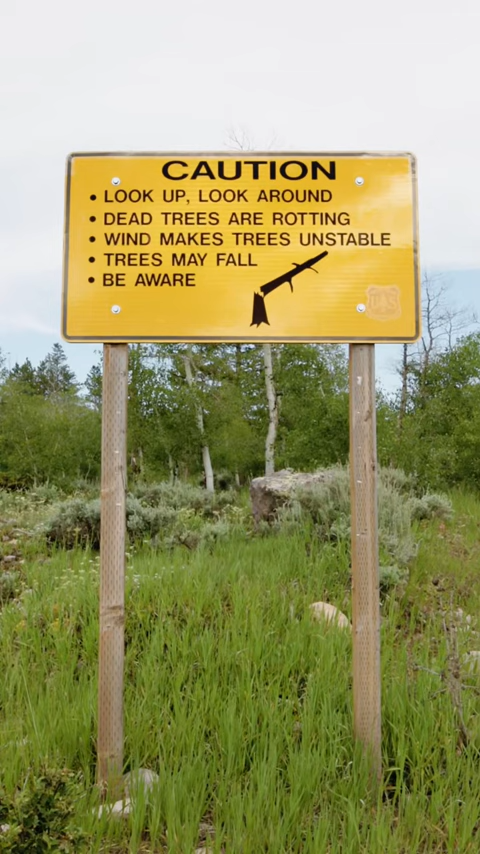 CAUTION
• LOOK UP, LOOK AROUND
• DEAD TREES ARE ROTTING
• WIND MAKES TREES UNSTABLE
• TREES MAY FALL
• BE AWARE